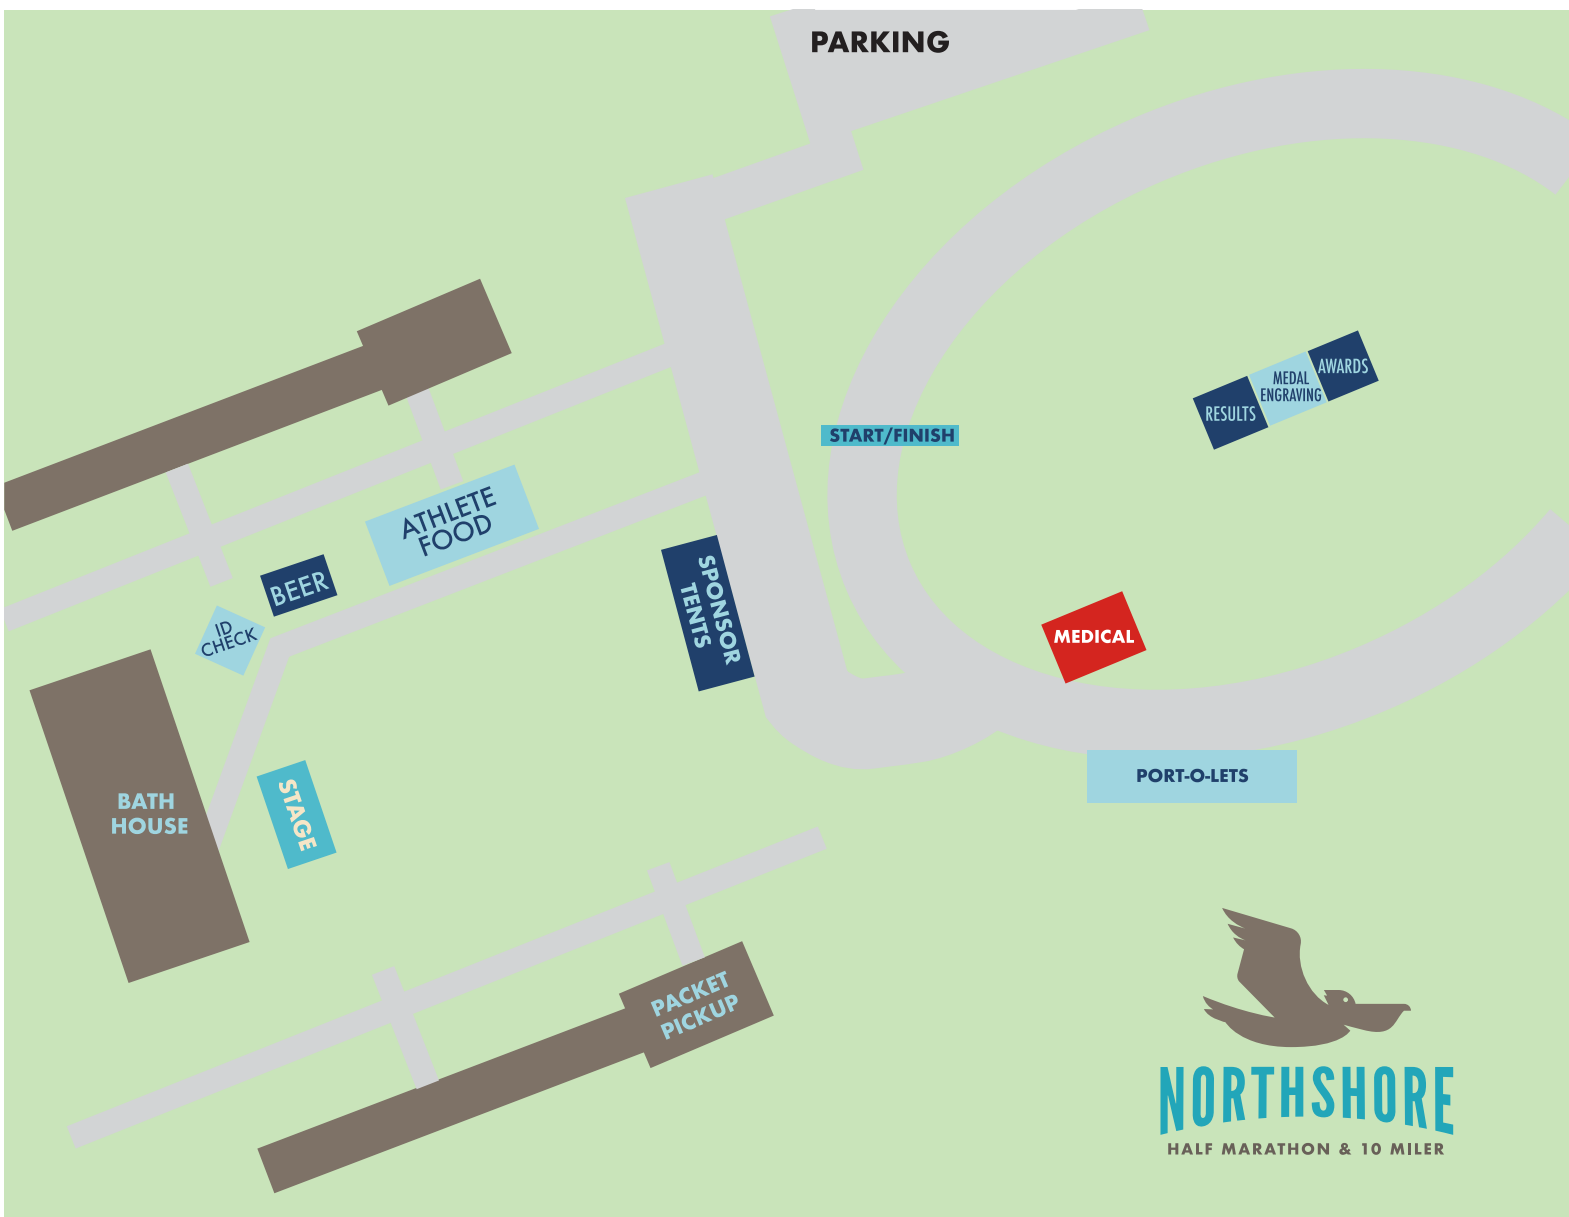 PARKING
AWARDS
MEDAL
ENGRAVING
RESULTS
START/FINISH
ATHLETE
FOOD
BEER
ID
CHECK
SPONSOR
TENTS
MEDICAL
PORT-O-LETS
BATH
HOUSE
STAGE
PACKET
PICKUP
NORTHSHORE
HALF MARATHON & 10 MILER